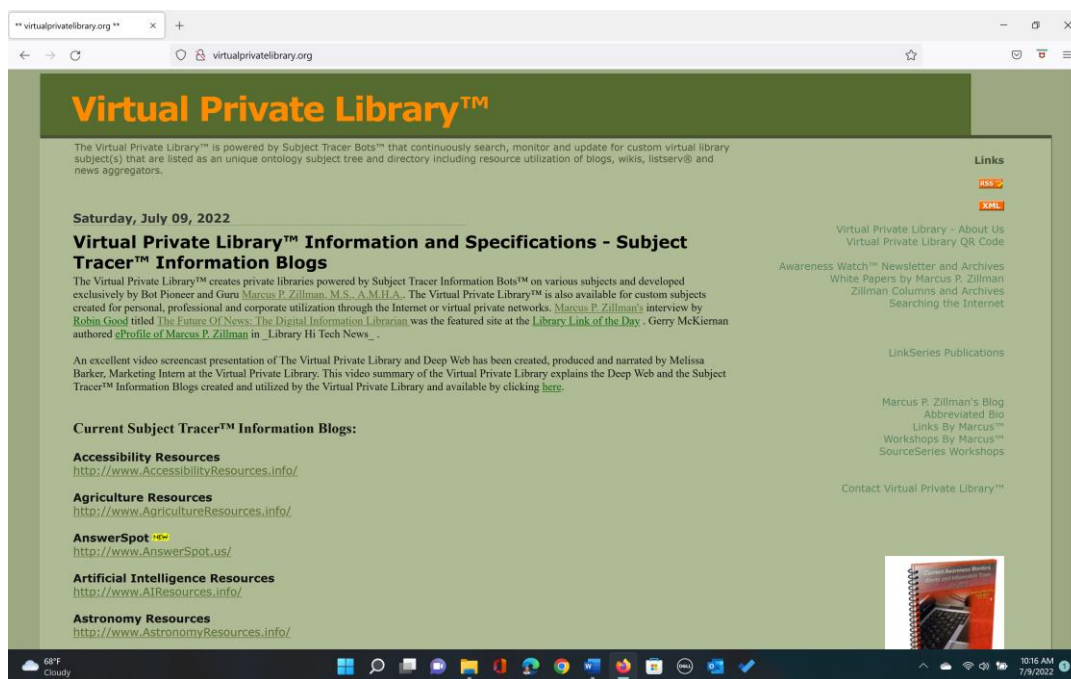 ** virtualprivatelibrary.org **
virtualprivatelibrary.org
Virtual Private Library™
The Virtual Private Library™ is powered by Subject Tracer Bots™ that continuously search, monitor and update for custom virtual library
subject(s) that are listed as an unique ontology subject tree and directory including resource utilization of blogs, wikis, listserv® and
news aggregators.
Saturday, July 09, 2022
Virtual Private Library™ Information and Specifications - Subject
Tracer™ Information Blogs
The Virtual Private Library™ creates private libraries powered by Subject Tracer Information Bots™ on various subjects and developed
exclusively by Bot Pioneer and Guru Marcus P. Zillman, M.S., A.M.H.A.. The Virtual Private Library™ is also available for custom subjects
created for personal, professional and corporate utilization through the Internet or virtual private networks. Marcus P. Zillman's interview by
Robin Good titled The Future Of News: The Digital Information Librarian was the featured site at the Library Link of the Day . Gerry McKiernan
authored eProfile of Marcus P. Zillman in _Library Hi Tech News_ .
An excellent video screencast presentation of The Virtual Private Library and Deep Web has been created, produced and narrated by Melissa
Barker, Marketing Intern at the Virtual Private Library. This video summary of the Virtual Private Library explains the Deep Web and the Subject
Tracer™ Information Blogs created and utilized by the Virtual Private Library and available by clicking here.
Current Subject Tracer™ Information Blogs:
Accessibility Resources
http://www.AccessibilityResources.info/
Agriculture Resources
http://www.AgricultureResources.info/
AnswerSpot NEW
http://www.AnswerSpot.us/
Artificial Intelligence Resources
http://www.AIResources.info/
Astronomy Resources
http://www.AstronomyResources.info/
Links
RSS
XML
Virtual Private Library - About Us
Virtual Private Library QR Code
Awareness Watch™ Newsletter and Archives
White Papers by Marcus P. Zillman
Zillman Columns and Archives
Searching the Internet
LinkSeries Publications
Marcus P. Zillman's Blog
Abbreviated Bio
Links By Marcus™
Workshops By Marcus™
SourceSeries Workshops
Contact Virtual Private Library™
Current Awareness Monitors
68°F
Cloudy
DELL
10:16 AM
7/9/2022
1